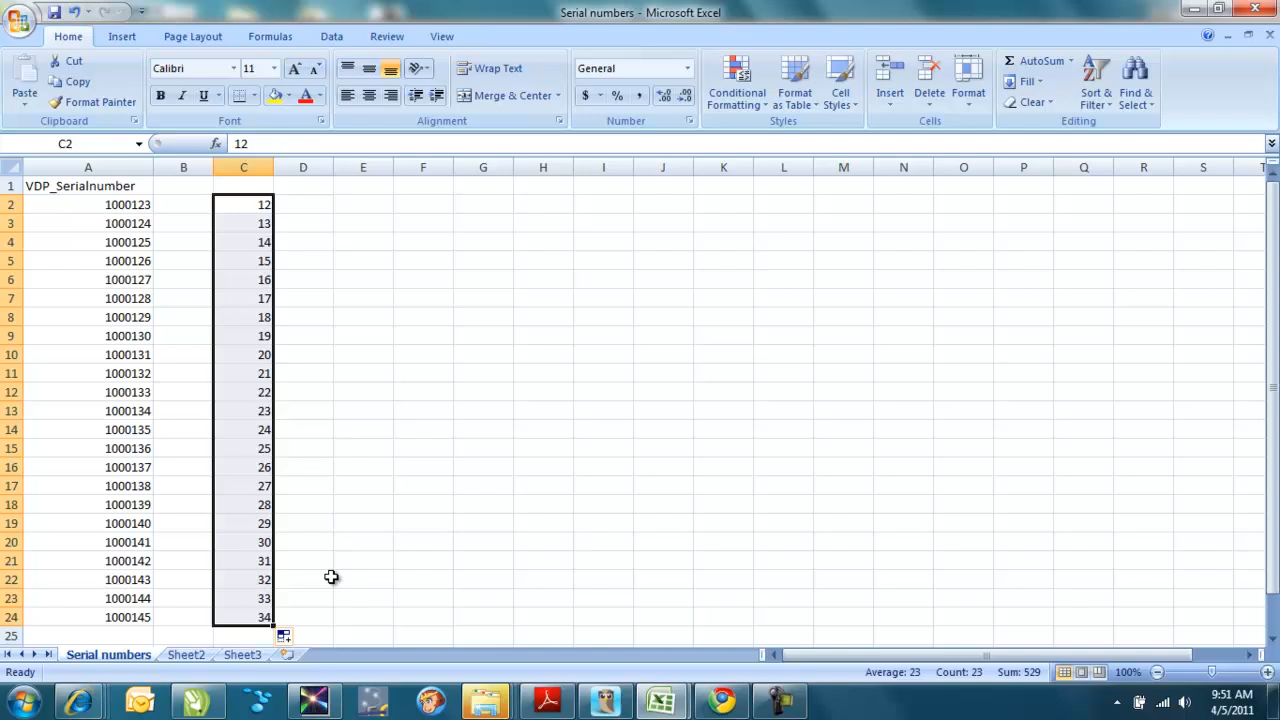 Serial numbers - Microsoft Excel
Home Insert Page Layout Formulas Data Review View
Paste Cut Copy Format Painter
Calibri 11 A A
B I U A
Wrap Text
Merge & Center
General
$ % , .00
Conditional Formatting Format as Table Cell Styles
Insert Delete Format
Σ AutoSum Fill Clear
Sort & Filter Find & Select
Clipboard Font Alignment Number Styles Cells Editing
C2 fx 12
A B C D E F G H I J K L M N O P Q R S
1 VDP_Serialnumber
2 1000123 12
3 1000124 13
4 1000125 14
5 1000126 15
6 1000127 16
7 1000128 17
8 1000129 18
9 1000130 19
10 1000131 20
11 1000132 21
12 1000133 22
13 1000134 23
14 1000135 24
15 1000136 25
16 1000137 26
17 1000138 27
18 1000139 28
19 1000140 29
20 1000141 30
21 1000142 31
22 1000143 32
23 1000144 33
24 1000145 34
25
Serial numbers Sheet2 Sheet3
Ready Average: 23 Count: 23 Sum: 529 100%
9:51 AM
4/5/2011